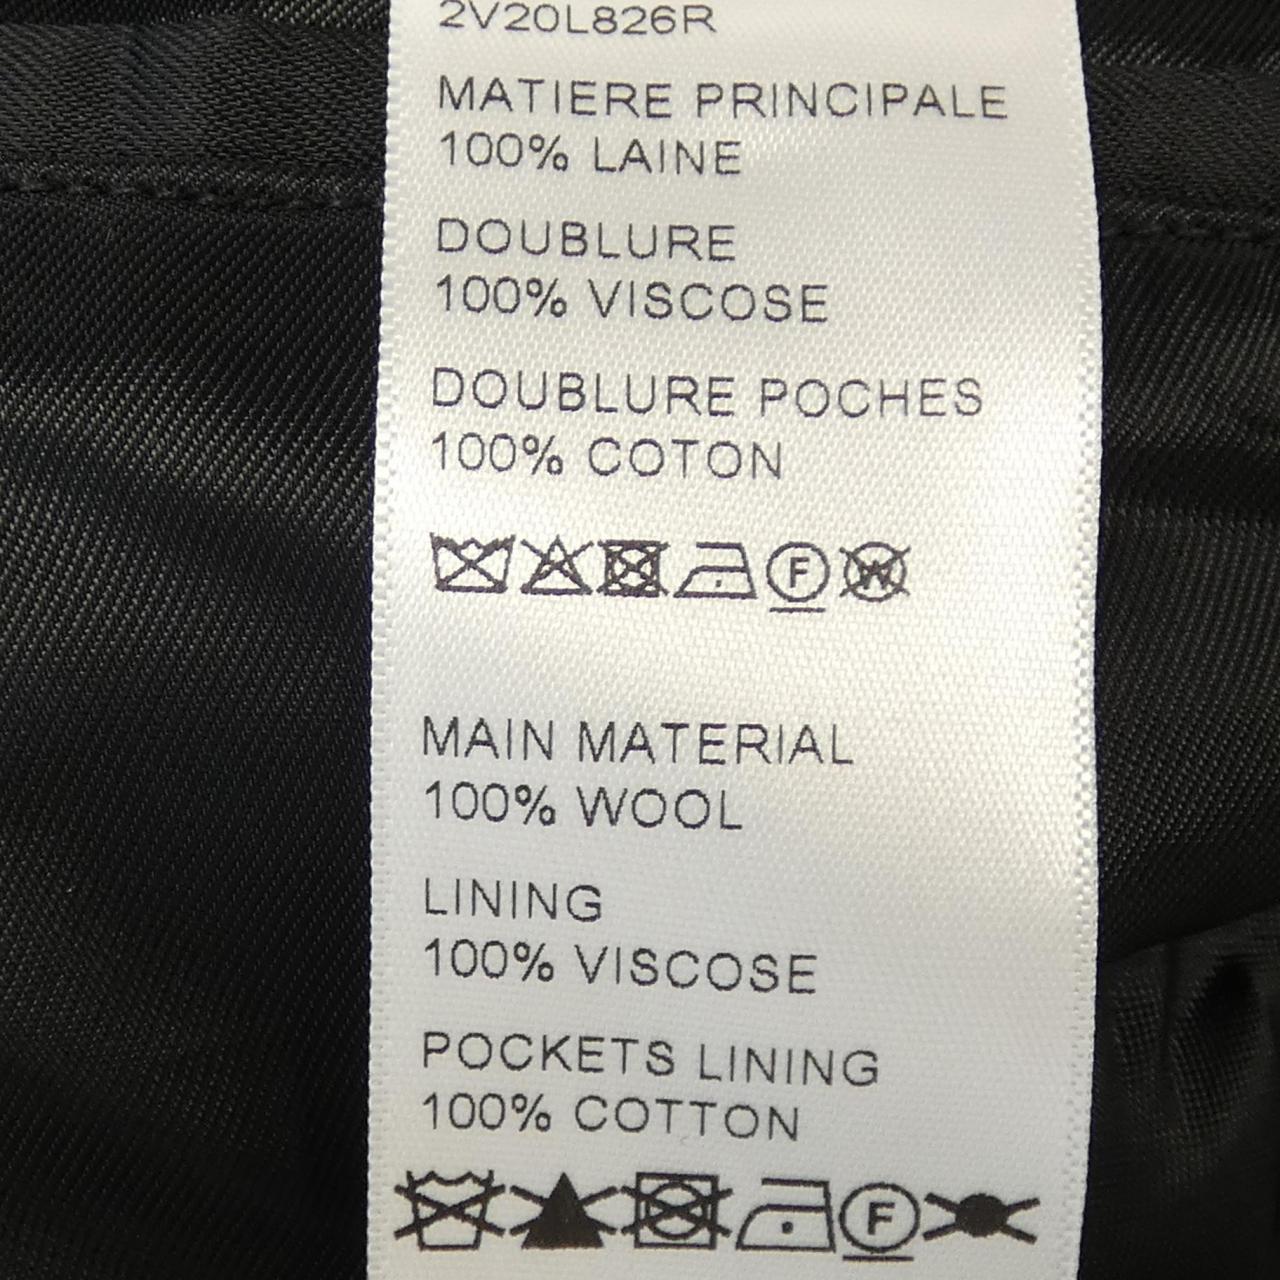 2V20L826R
MATIERE PRINCIPALE
100% LAINE
DOUBLURE
100% VISCOSE
DOUBLURE POCHES
100% COTON
F W
MAIN MATERIAL
100% WOOL
LINING
100% VISCOSE
POCKETS LINING
100% COTTON
F